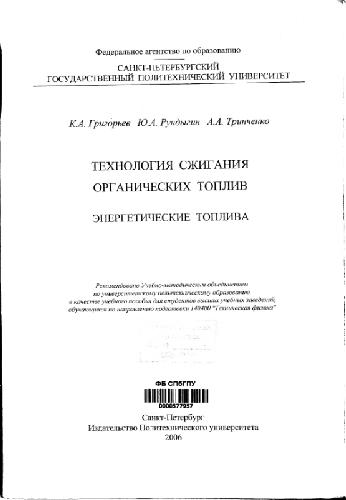 Федеральное агентство по образованию
САНКТ-ПЕТЕРБУРГСКИЙ
ГОСУДАРСТВЕННЫЙ ПОЛИТЕХНИЧЕСКИЙ УНИВЕРСИТЕТ
К.А. Григорьев Ю.А. Рундыгин А.А. Тринченко
ТЕХНОЛОГИЯ СЖИГАНИЯ
ОРГАНИЧЕСКИХ ТОПЛИВ
ЭНЕРГЕТИЧЕСКИЕ ТОПЛИВА
Рекомендовано Учебно-методическим объединением
по университетскому политехническому образованию
в качестве учебного пособия для студентов высших учебных заведений,
обучающихся по направлению подготовки 140400 "Техническая физика"
ФБ СПбГПУ
0000577957
Санкт-Петербург
Издательство Политехнического университета
2006